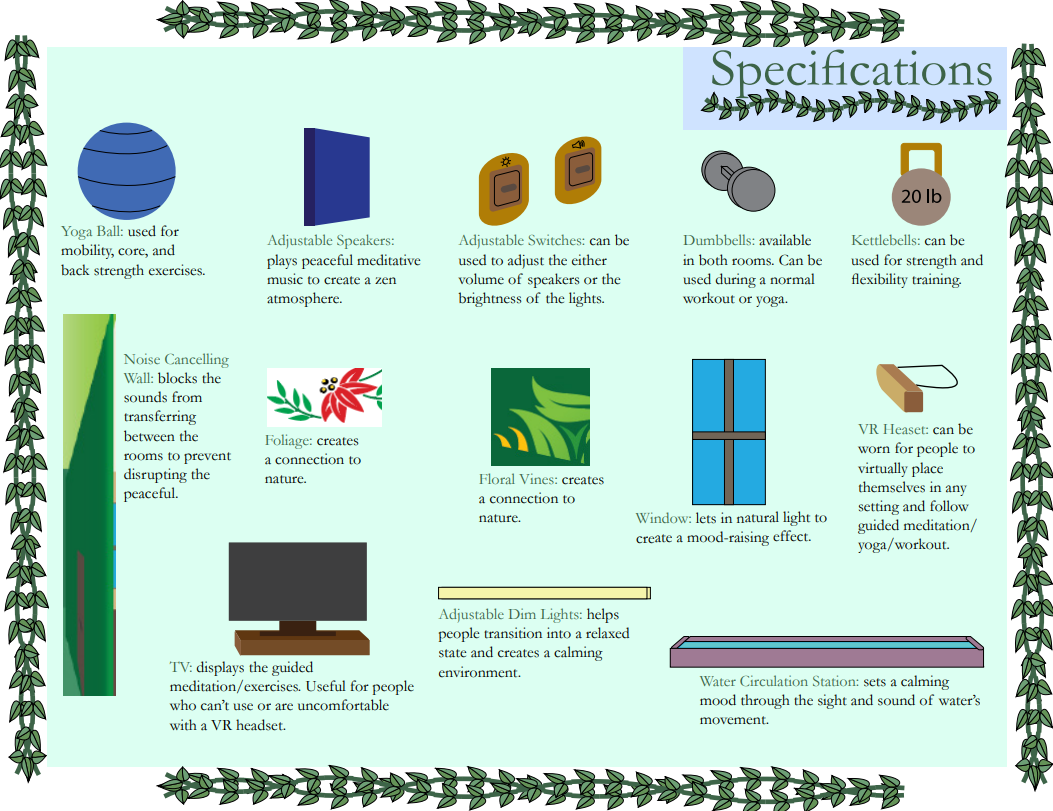 Specifications
Yoga Ball: used for
mobility, core, and
back strength exercises.
Adjustable Speakers:
plays peaceful meditative
music to create a zen
atmosphere.
Adjustable Switches: can be
used to adjust the either
volume of speakers or the
brightness of the lights.
Dumbbells: available
in both rooms. Can be
used during a normal
workout or yoga.
20 lb
Kettlebells: can be
used for strength and
flexibility training.
Noise Cancelling
Wall: blocks the
sounds from
transferring
between the
rooms to prevent
disrupting the
peaceful.
Foliage: creates
a connection to
nature.
Floral Vines: creates
a connection to
nature.
Window: lets in natural light to
create a mood-raising effect.
VR Heaset: can be
worn for people to
virtually place
themselves in any
setting and follow
guided meditation/
yoga/workout.
TV: displays the guided
meditation/exercises. Useful for people
who can't use or are uncomfortable
with a VR headset.
Adjustable Dim Lights: helps
people transition into a relaxed
state and creates a calming
environment.
Water Circulation Station: sets a calming
mood through the sight and sound of water's
movement.